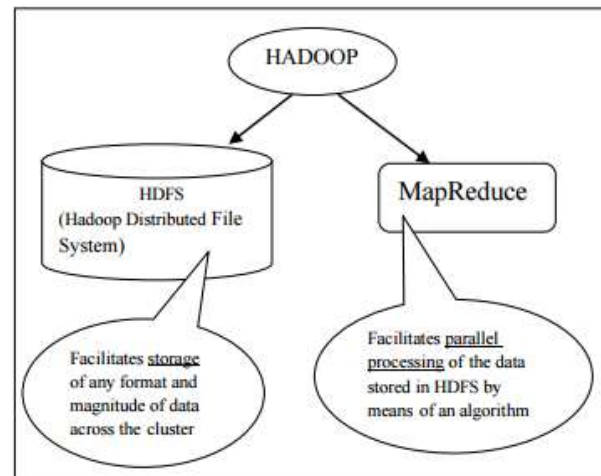 HADOOP
HDFS
(Hadoop Distributed File
System)
MapReduce
Facilitates storage
of any format and
magnitude of data
across the cluster
Facilitates parallel
processing of the data
stored in HDFS by
means of an algorithm